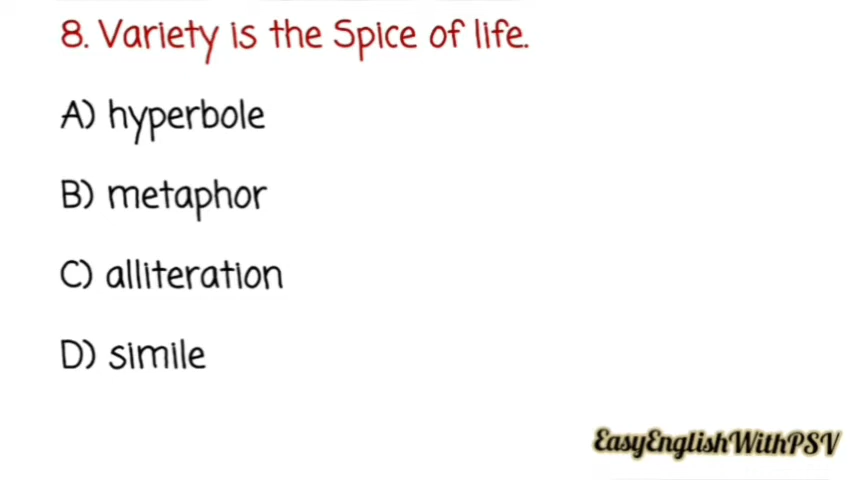 8. Variety is the Spice of life.
A) hyperbole
B) metaphor
C) alliteration
D) simile
EasyEnglishWithPSV